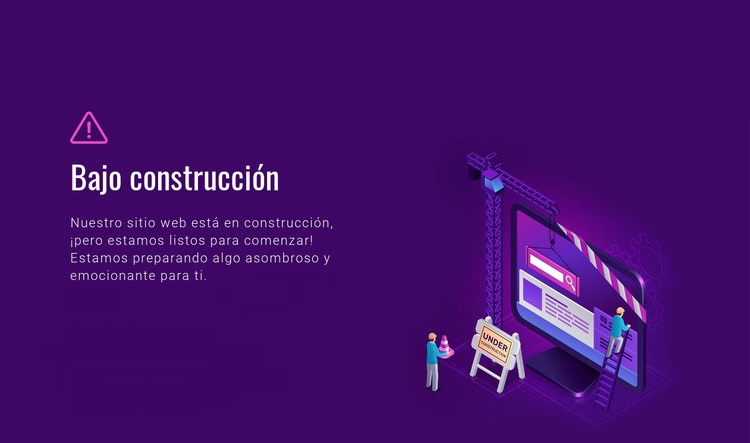 Bajo construcción
Nuestro sitio web está en construcción,
¡pero estamos listos para comenzar!
Estamos preparando algo asombroso y
emocionante para ti.
UNDER
CONSTRUCTION